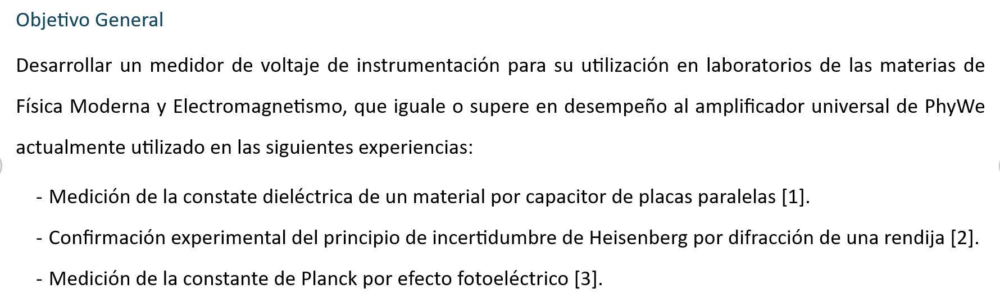 Objetivo General
Desarrollar un medidor de voltaje de instrumentación para su utilización en laboratorios de las materias de
Física Moderna y Electromagnetismo, que iguale o supere en desempeño al amplificador universal de PhyWe
actualmente utilizado en las siguientes experiencias:
- Medición de la constate dieléctrica de un material por capacitor de placas paralelas [1].
- Confirmación experimental del principio de incertidumbre de Heisenberg por difracción de una rendija [2].
- Medición de la constante de Planck por efecto fotoeléctrico [3].